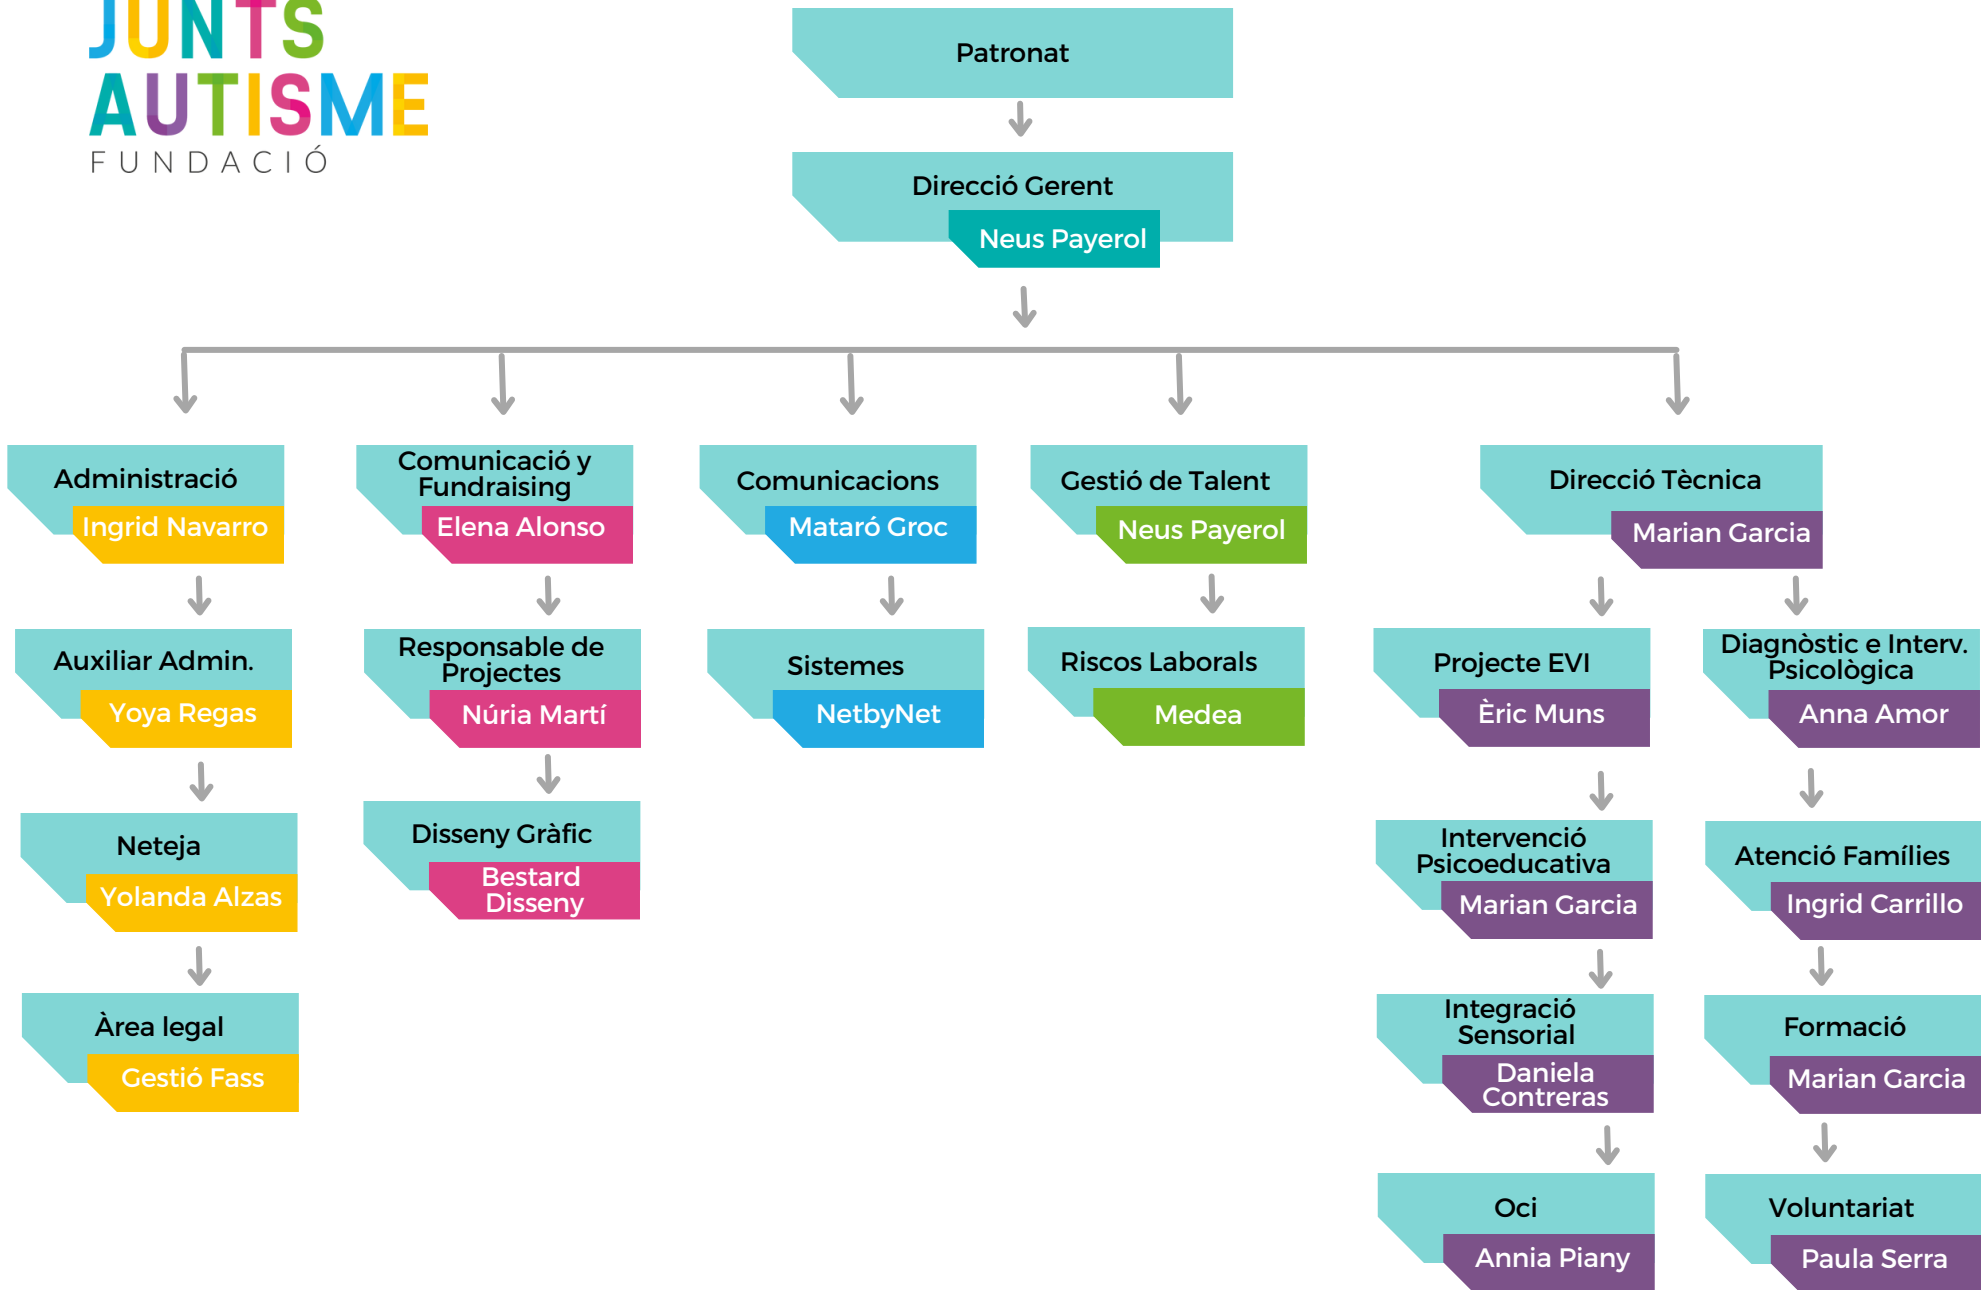 JUNTS
AUTISME
FUNDACIÓ
Patronat
Direcció Gerent
Neus Payerol
Administració
Ingrid Navarro
Auxiliar Admin.
Yoya Regas
Neteja
Yolanda Alzas
Àrea legal
Gestió Fass
Comunicació y
Fundraising
Elena Alonso
Responsable de
Projectes
Núria Martí
Disseny Gràfic
Bestard
Disseny
Comunicacions
Mataró Groc
Sistemes
NetbyNet
Gestió de Talent
Neus Payerol
Riscos Laborals
Medea
Direcció Tècnica
Marian Garcia
Projecte EVI
Èric Muns
Intervenció
Psicoeducativa
Marian Garcia
Integració
Sensorial
Daniela
Contreras
Oci
Annia Piany
Diagnòstic e Interv.
Psicològica
Anna Amor
Atenció Famílies
Ingrid Carrillo
Formació
Marian Garcia
Voluntariat
Paula Serra